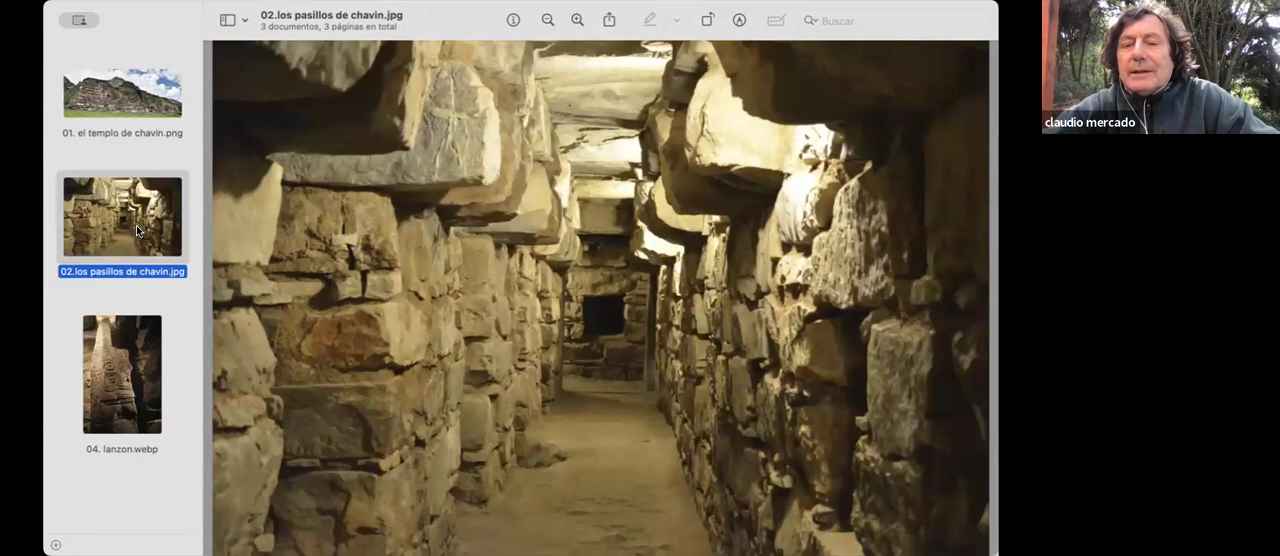 02.los pasillos de chavin.jpg
3 documentos, 3 páginas en total
Buscar
01. el templo de chavin.png
02.los pasillos de chavin.jpg
04. lanzon.webp
claudio mercado